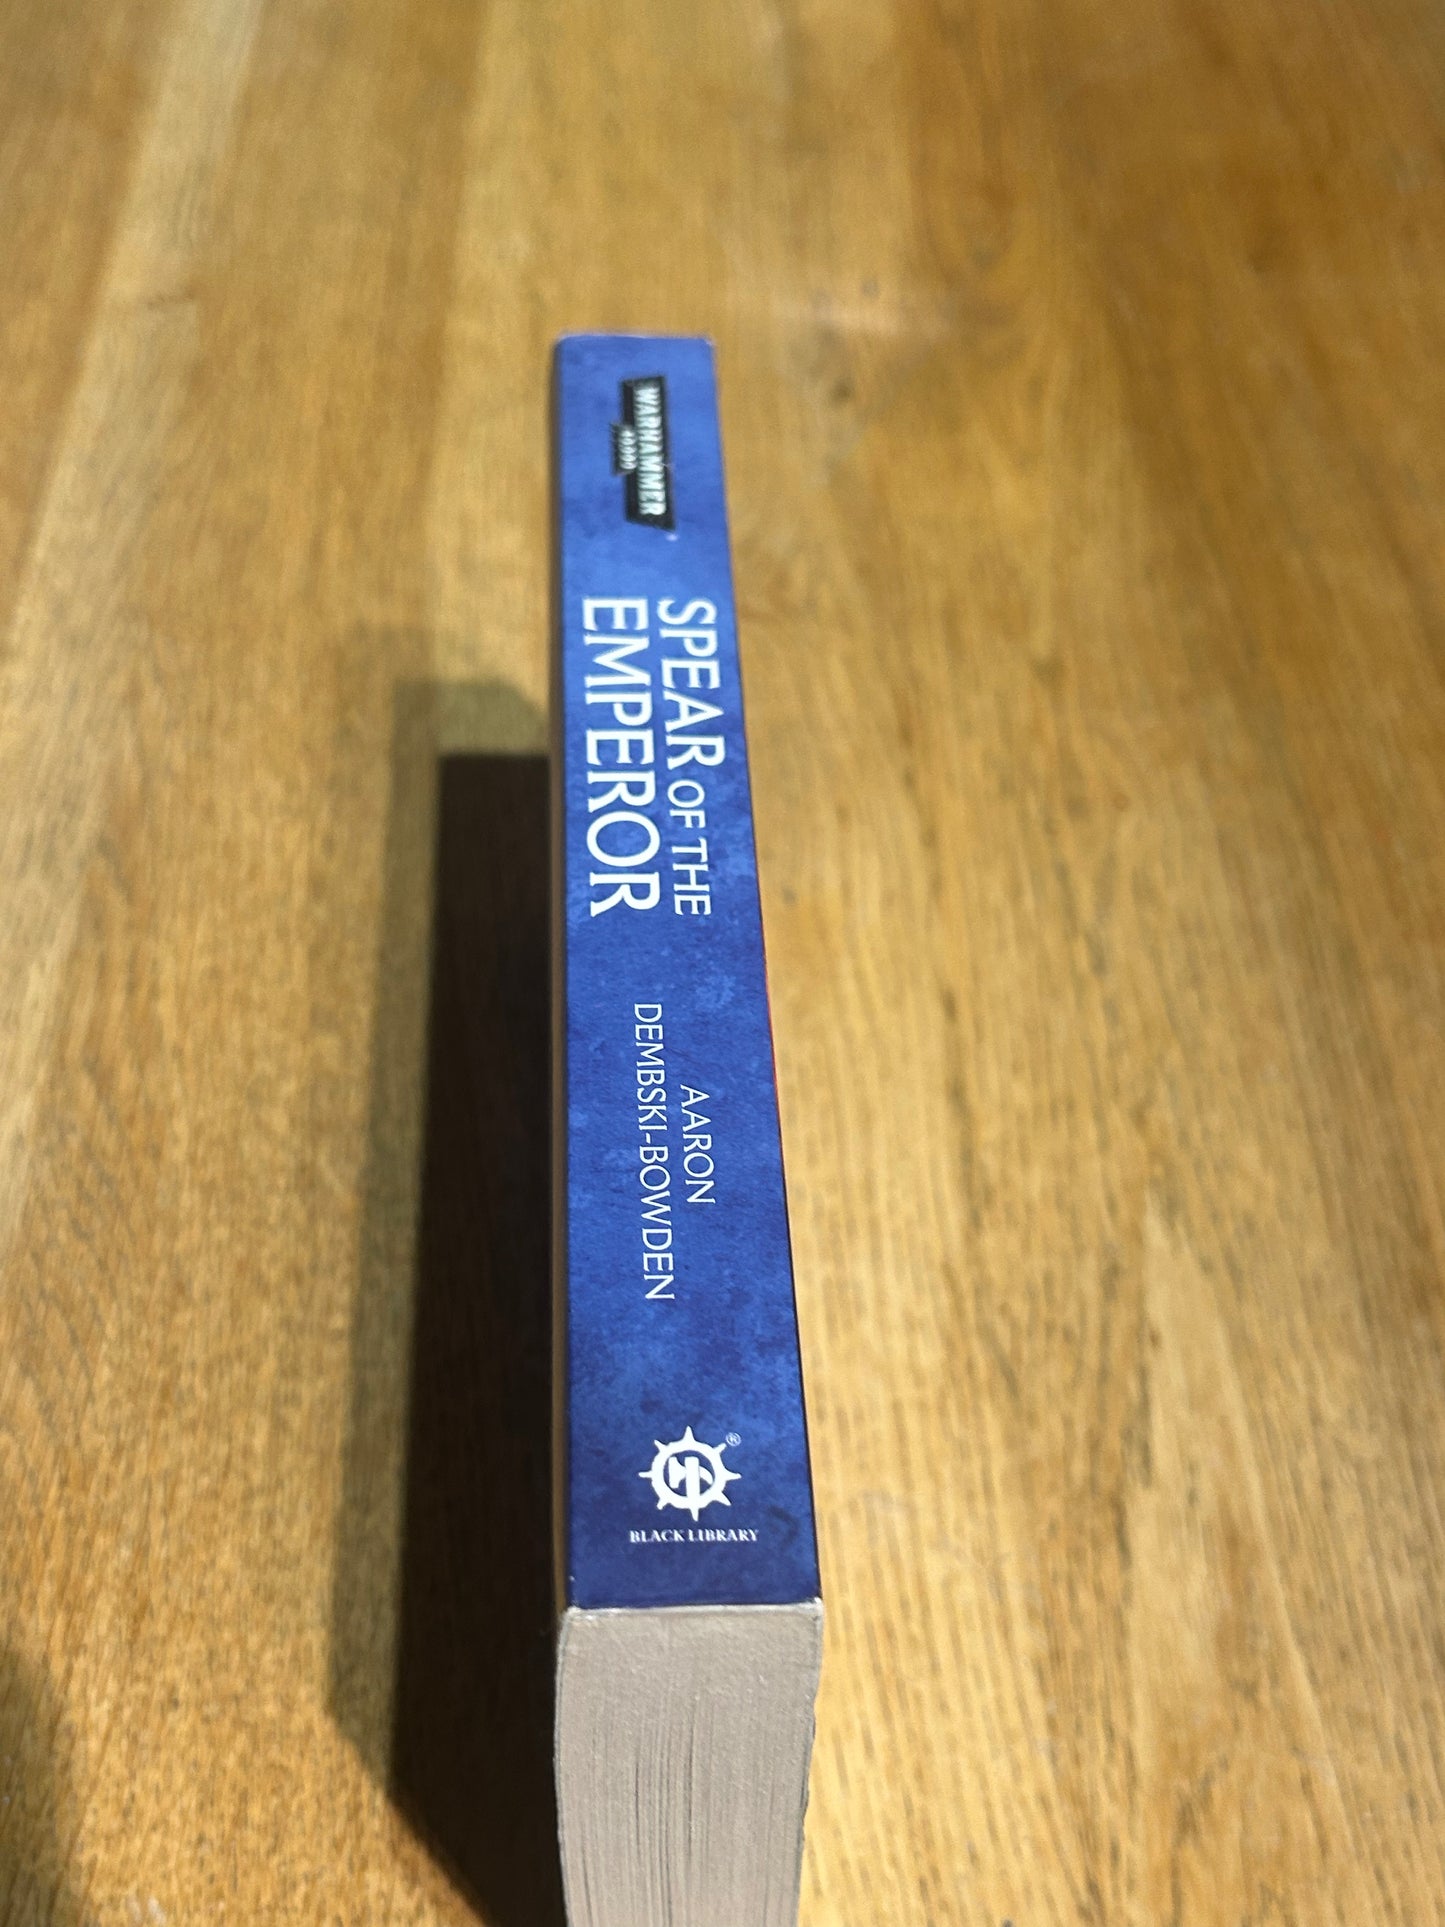 WARHAMMER
40,000
SPEAR OF THE
EMPEROR
AARON
DEMBSKI-BOWDEN
®
BLACK LIBRARY